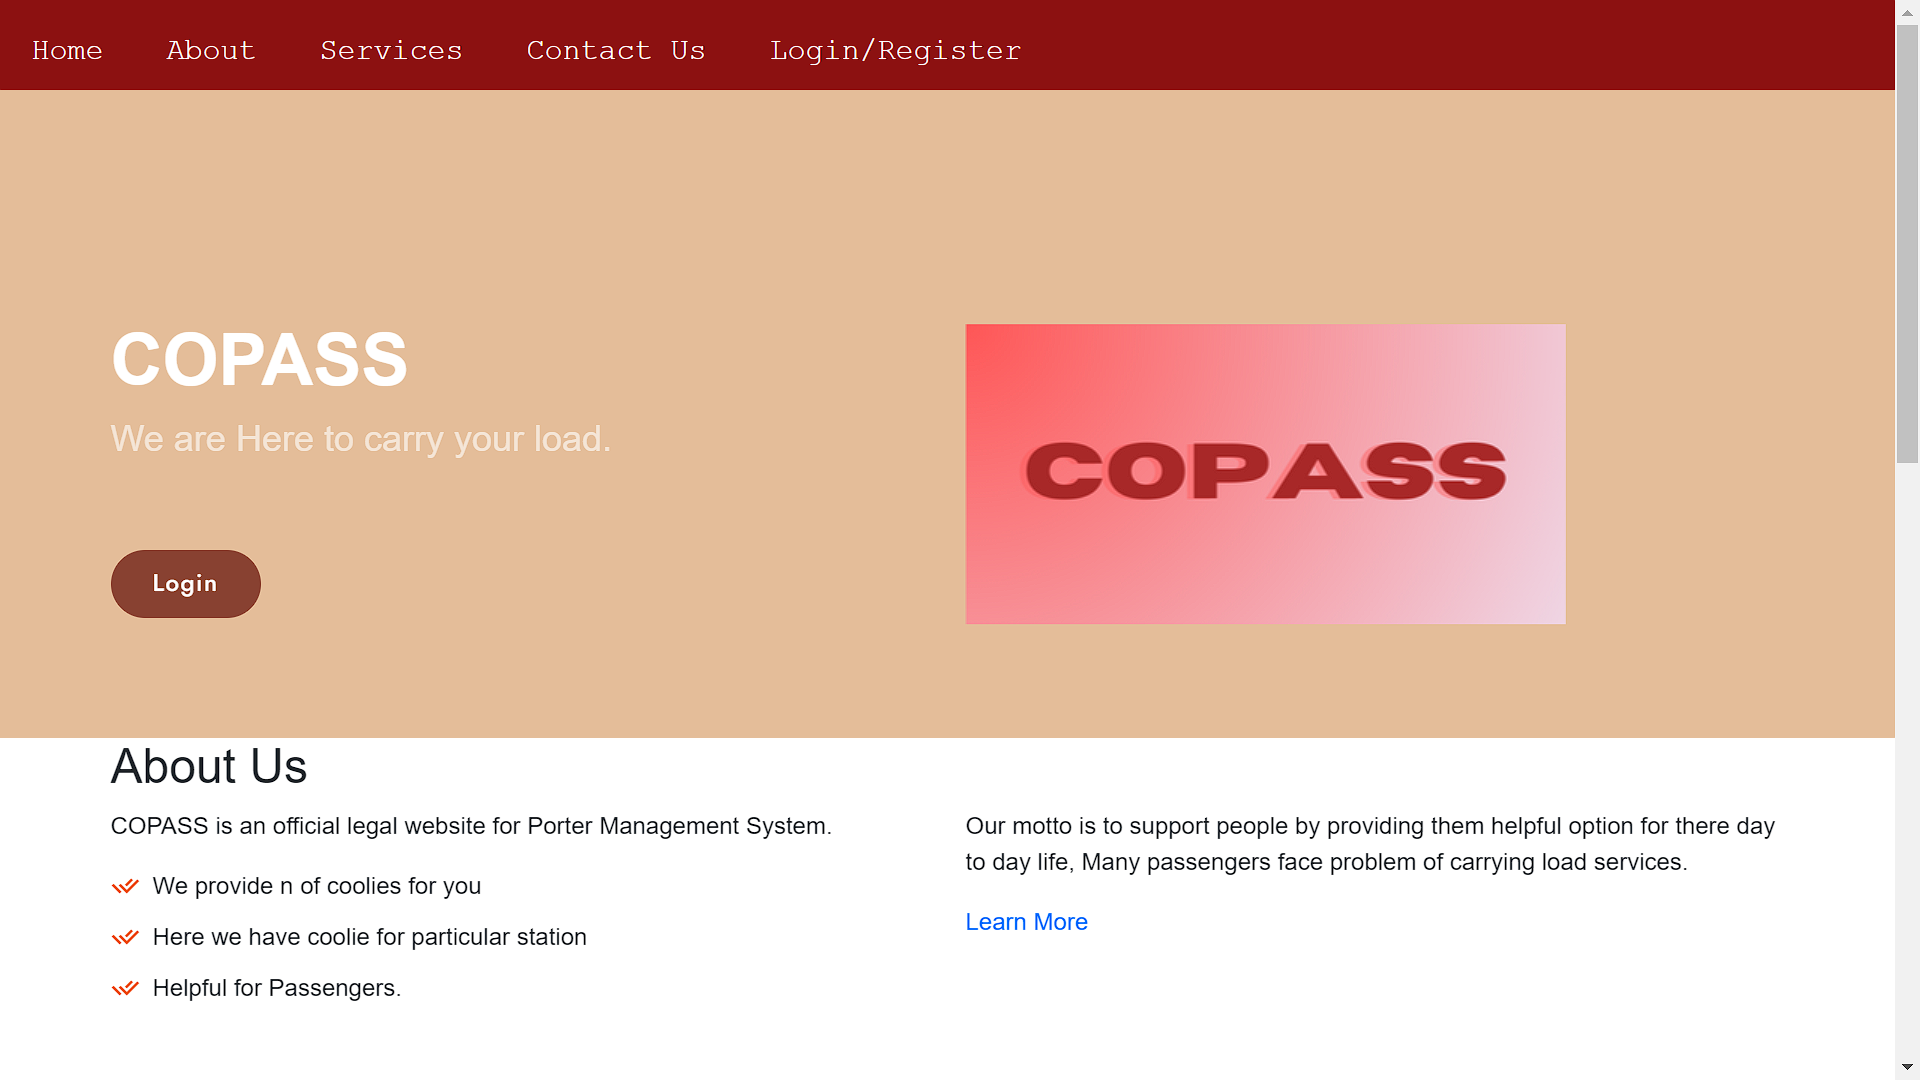 Home About Services Contact Us Login/Register
COPASS
We are Here to carry your load.
Login
COPASS
About Us
COPASS is an official legal website for Porter Management System.
We provide n of coolies for you
Here we have coolie for particular station
Helpful for Passengers.
Our motto is to support people by providing them helpful option for there day
to day life, Many passengers face problem of carrying load services.
Learn More